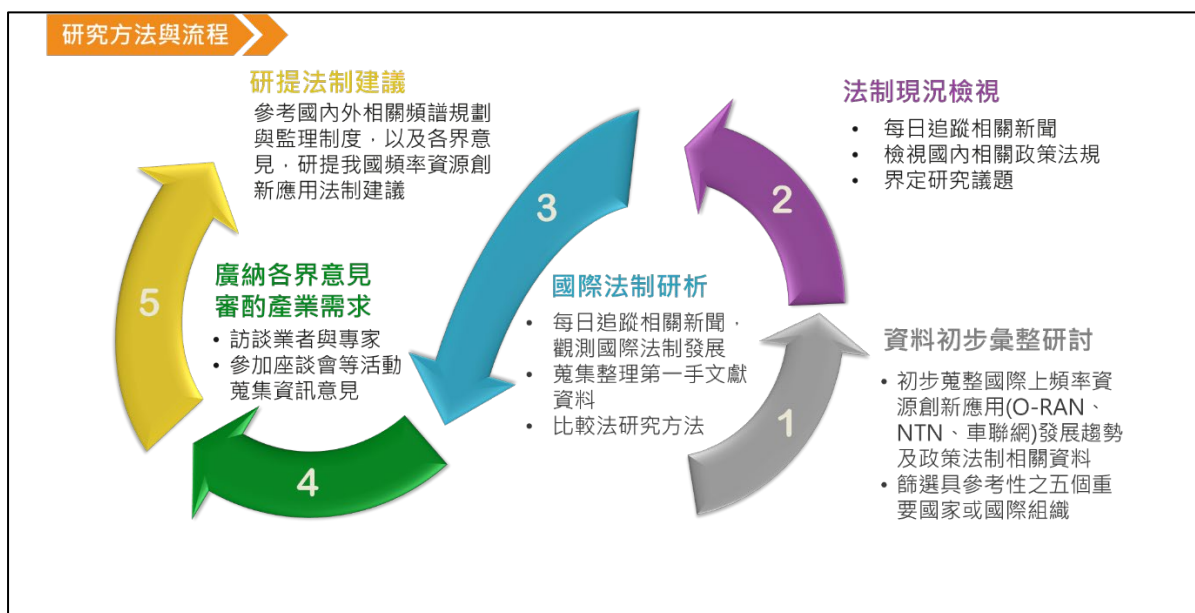 研究方法與流程
研提法制建議
參考國內外相關頻譜規劃
與監理制度，以及各界意
見，研提我國頻率資源創
新應用法制建議
5
廣納各界意見
審酌產業需求
• 訪談業者與專家
• 參加座談會等活動
蒐集資訊意見
4
3
國際法制研析
• 每日追蹤相關新聞，
觀測國際法制發展
• 蒐集整理第一手文獻
資料
• 比較法研究方法
法制現況檢視
• 每日追蹤相關新聞
• 檢視國內相關政策法規
• 界定研究議題
2
資料初步彙整研討
• 初步蒐整國際上頻率資
源創新應用(O-RAN、
NTN、車聯網)發展趨勢
及政策法制相關資料
• 篩選具參考性之五個重
要國家或國際組織
1